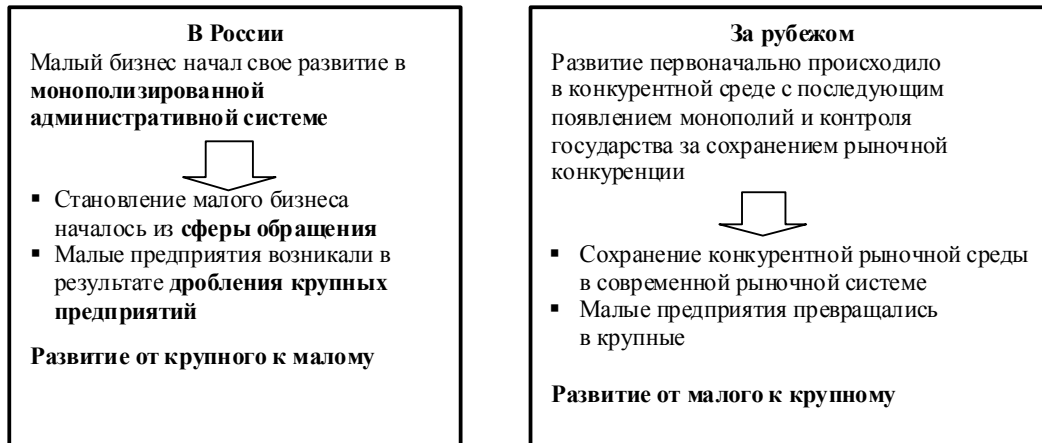 В России
Малый бизнес начал свое развитие в
монополизированной
административной системе
▪ Становление малого бизнеса
началось из сферы обращения
▪ Малые предприятия возникали в
результате дробления крупных
предприятий
Развитие от крупного к малому
За рубежом
Развитие первоначально происходило
в конкурентной среде с последующим
появлением монополий и контроля
государства за сохранением рыночной
конкуренции
▪ Сохранение конкурентной рыночной среды
в современной рыночной системе
▪ Малые предприятия превращались
в крупные
Развитие от малого к крупному